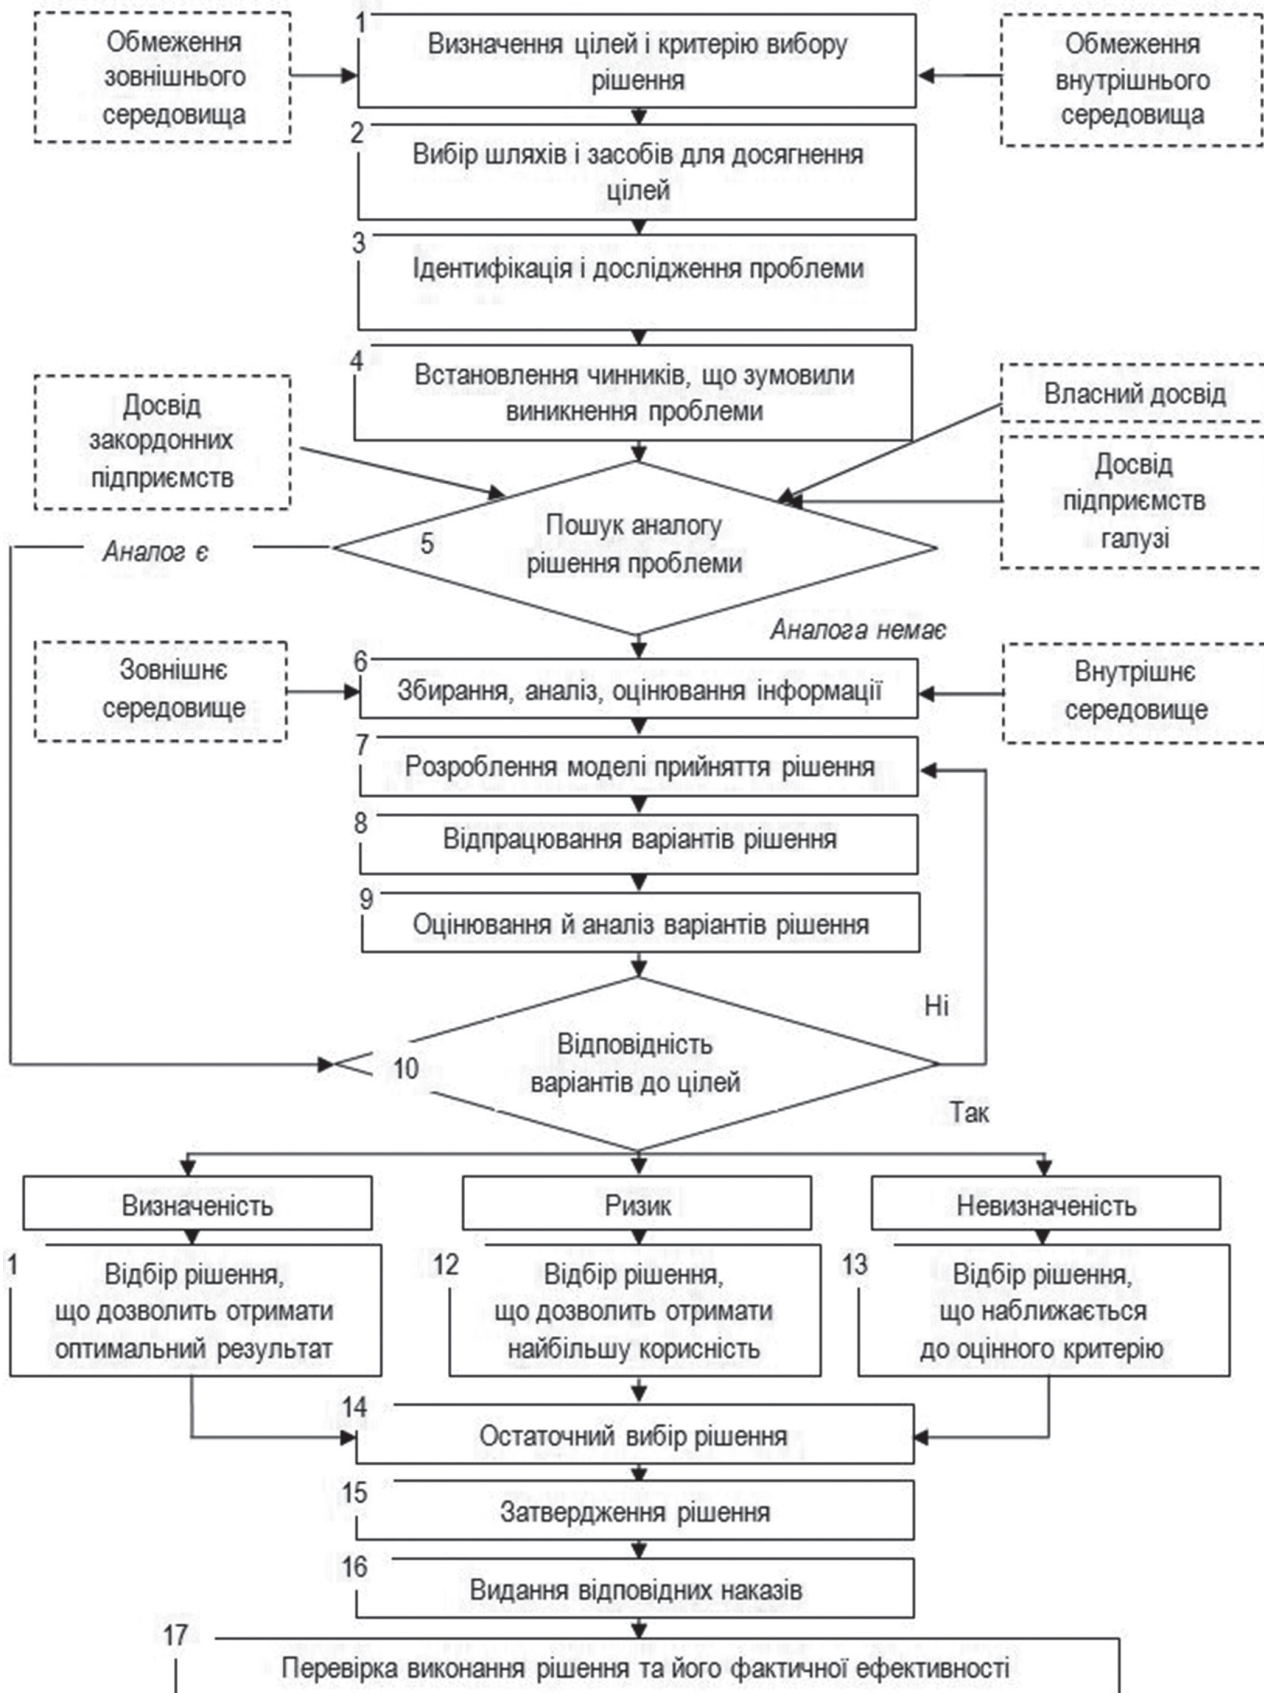 1
Обмеження
зовнішнього
середовища
Визначення цілей і критерію вибору
рішення
Обмеження
внутрішнього
середовища
2
Вибір шляхів і засобів для досягнення
цілей
3
Ідентифікація і дослідження проблеми
4
Встановлення чинників, що зумовили
виникнення проблеми
Досвід
закордонних
підприємств
Власний досвід
Досвід
підприємств
галузі
5
Пошук аналогу
рішення проблеми
Аналог є
Аналога немає
Зовнішнє
середовище
6
Збирання, аналіз, оцінювання інформації
Внутрішнє
середовище
7
Розроблення моделі прийняття рішення
8
Відпрацювання варіантів рішення
9
Оцінювання й аналіз варіантів рішення
Ні
10
Відповідність
варіантів до цілей
Так
Визначеність
Ризик
Невизначеність
1
Відбір рішення,
що дозволить отримати
оптимальний результат
12
Відбір рішення,
що дозволить отримати
найбільшу корисність
13
Відбір рішення,
що наближається
до оцінного критерію
14
Остаточний вибір рішення
15
Затвердження рішення
16
Видання відповідних наказів
17
Перевірка виконання рішення та його фактичної ефективності